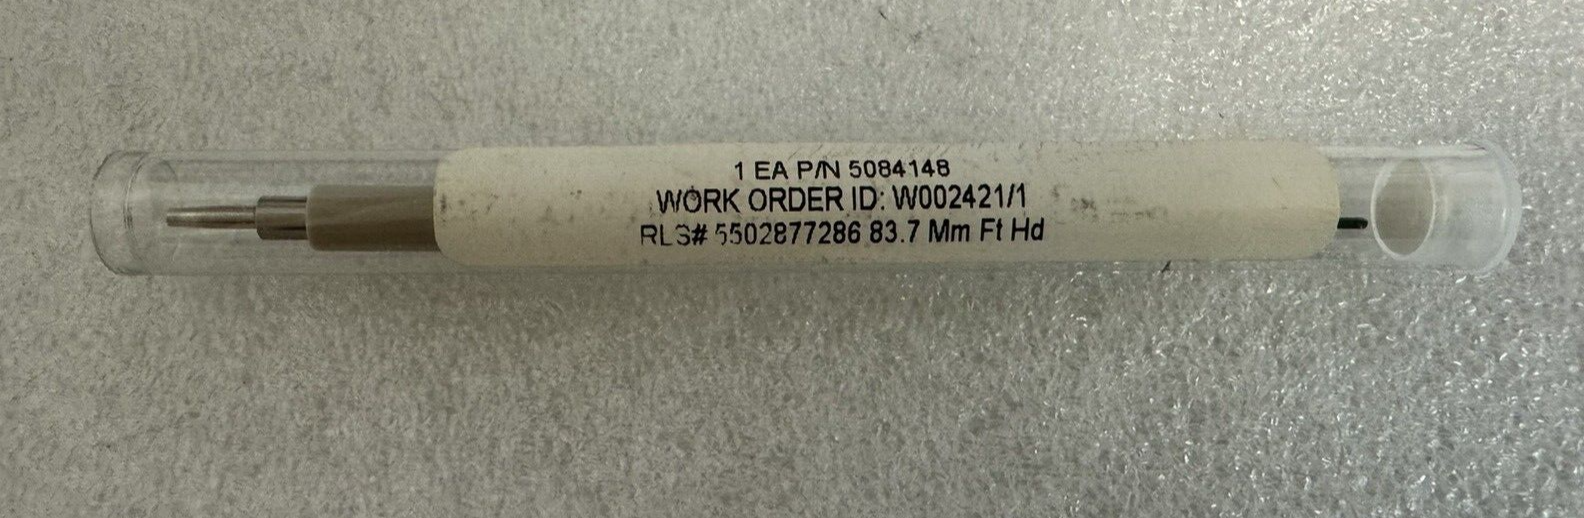 1 EA P/N 5084148
WORK ORDER ID: W002421/1
RLS# 5502877286 83.7 Mm Ft Hd